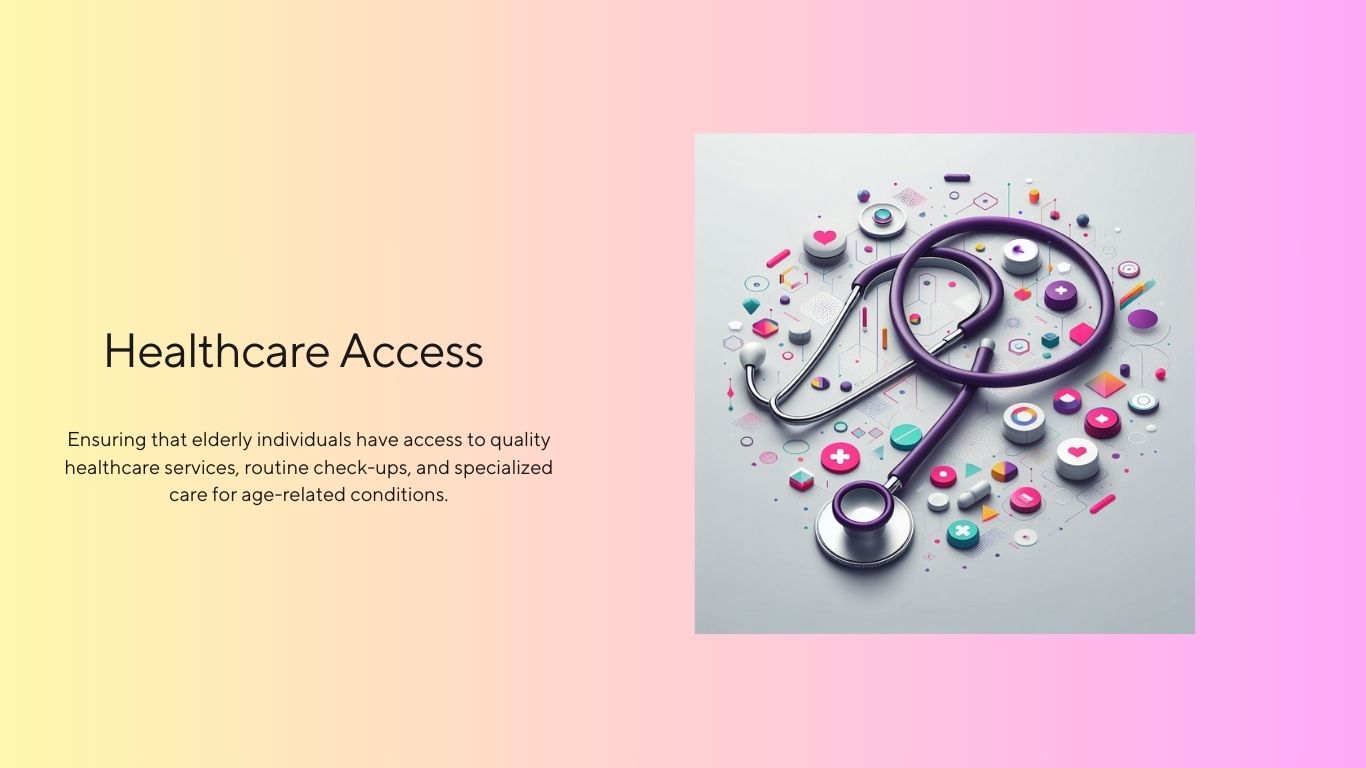 Healthcare Access
Ensuring that elderly individuals have access to quality
healthcare services, routine check-ups, and specialized
care for age-related conditions.